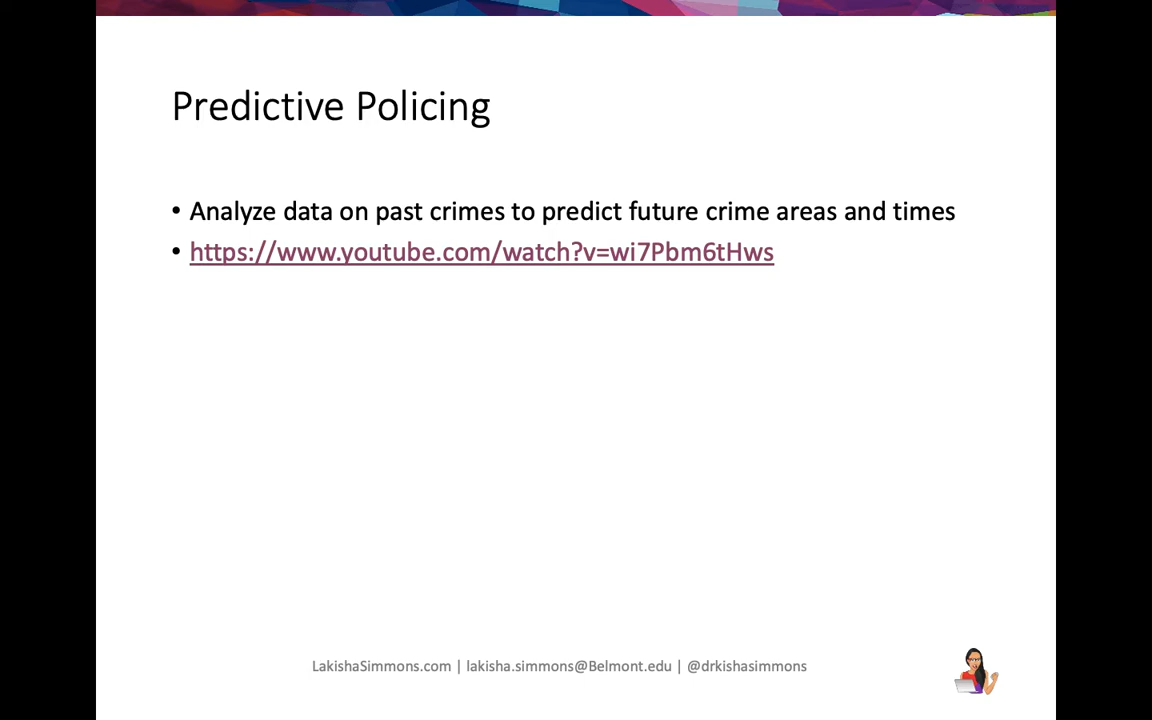 Predictive Policing
• Analyze data on past crimes to predict future crime areas and times
• https://www.youtube.com/watch?v=wi7Pbm6tHws
LakishaSimmons.com | lakisha.simmons@Belmont.edu | @drkishasimmons